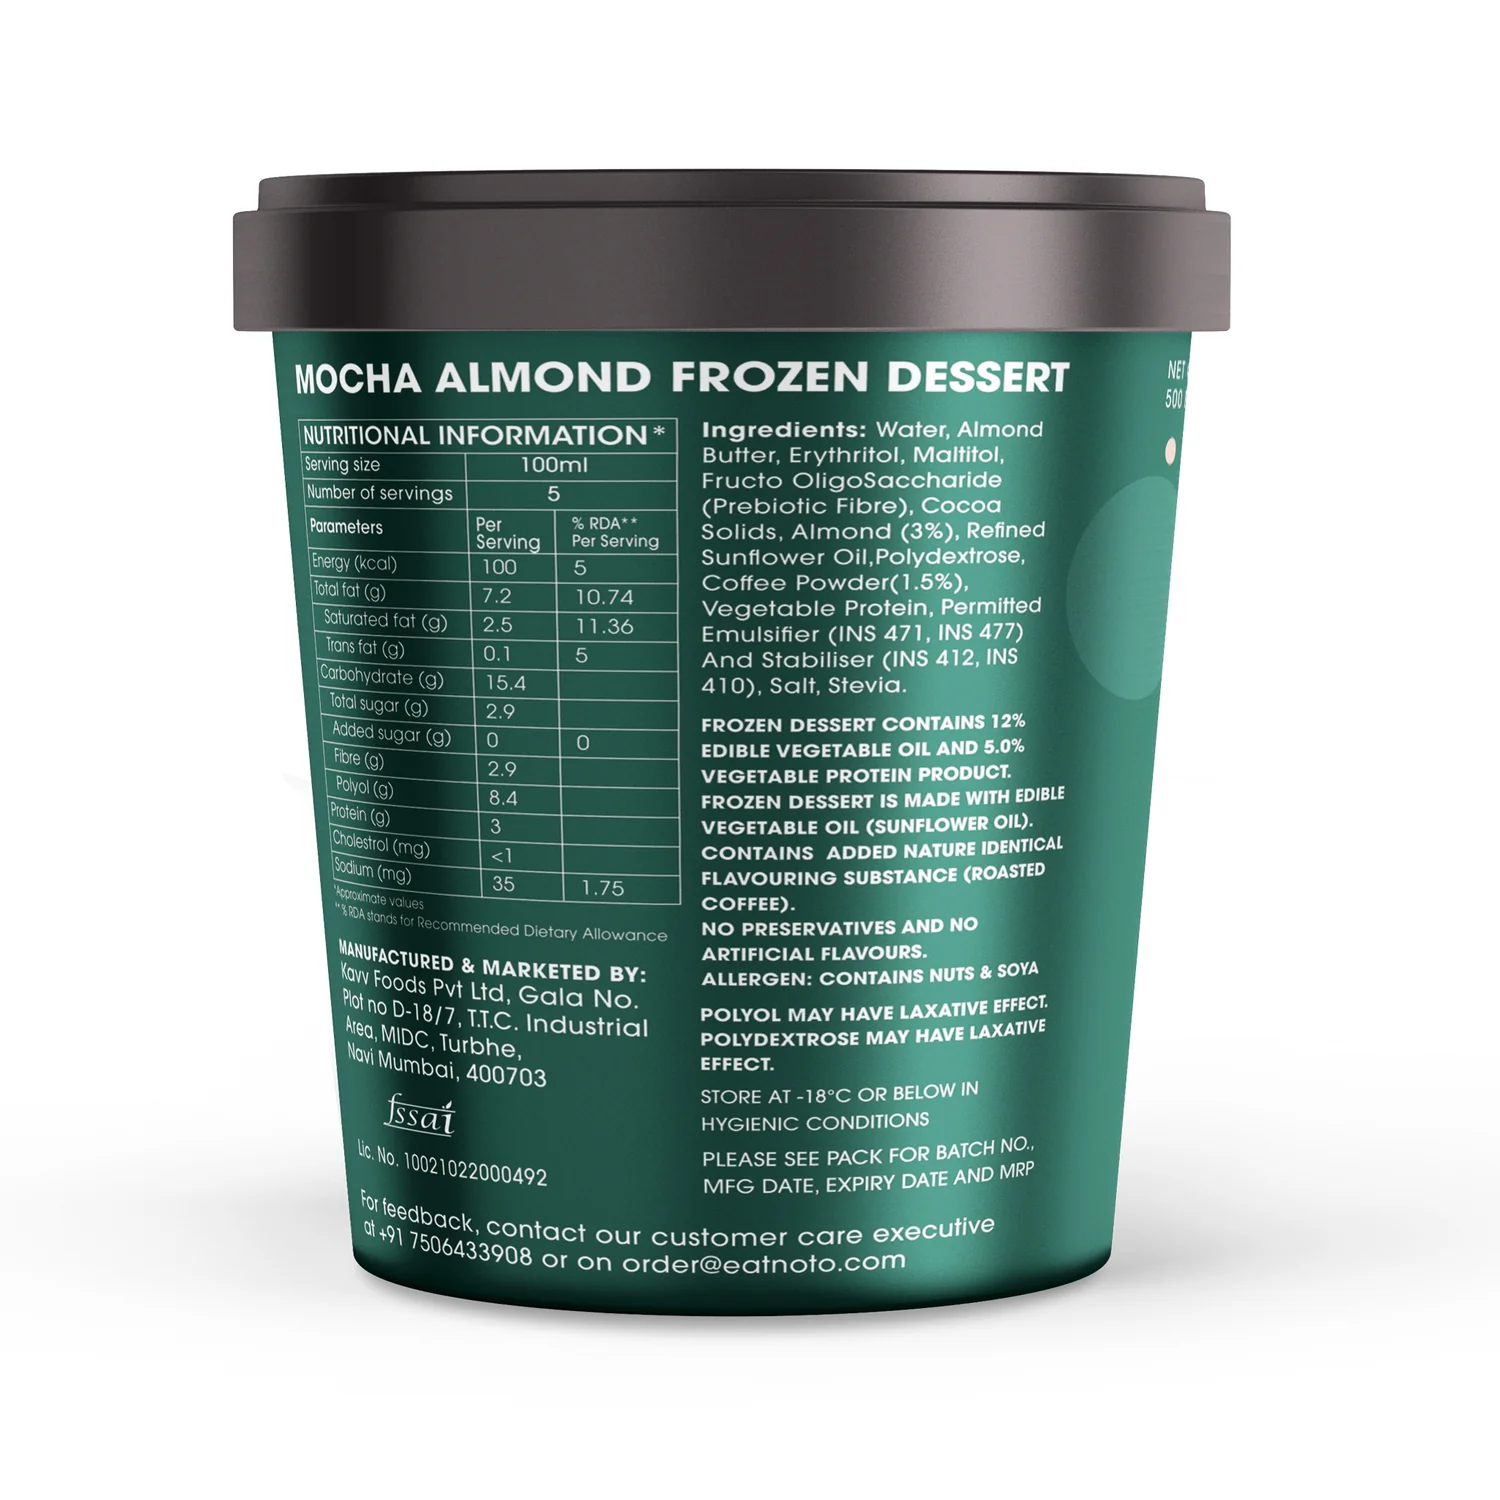 MOCHA ALMOND FROZEN DESSERT
NUTRITIONAL INFORMATION*
Serving size 100ml
Number of servings 5
Parameters Per Serving % RDA** Per Serving
Energy (kcal) 100 5
Total fat (g) 7.2 10.74
Saturated fat (g) 2.5 11.36
Trans fat (g) 0.1 5
Carbohydrate (g) 15.4
Total sugar (g) 2.9
Added sugar (g) 0 0
Fibre (g) 2.9
Polyol (g) 8.4
Protein (g) 3
Cholestrol (mg) <1
Sodium (mg) 35 1.75
*Approximate values
**% RDA stands for Recommended Dietary Allowance
MANUFACTURED & MARKETED BY:
Kavv Foods Pvt Ltd, Gala No.
Plot no D-18/7, T.T.C. Industrial
Area, MIDC, Turbhe,
Navi Mumbai, 400703
fssai
Lic. No. 10021022000492
Ingredients: Water, Almond
Butter, Erythritol, Maltitol,
Fructo OligoSaccharide
(Prebiotic Fibre), Cocoa
Solids, Almond (3%), Refined
Sunflower Oil,Polydextrose,
Coffee Powder(1.5%),
Vegetable Protein, Permitted
Emulsifier (INS 471, INS 477)
And Stabiliser (INS 412, INS
410), Salt, Stevia.
FROZEN DESSERT CONTAINS 12%
EDIBLE VEGETABLE OIL AND 5.0%
VEGETABLE PROTEIN PRODUCT.
FROZEN DESSERT IS MADE WITH EDIBLE
VEGETABLE OIL (SUNFLOWER OIL).
CONTAINS ADDED NATURE IDENTICAL
FLAVOURING SUBSTANCE (ROASTED
COFFEE).
NO PRESERVATIVES AND NO
ARTIFICIAL FLAVOURS.
ALLERGEN: CONTAINS NUTS & SOYA
POLYOL MAY HAVE LAXATIVE EFFECT.
POLYDEXTROSE MAY HAVE LAXATIVE
EFFECT.
STORE AT -18°C OR BELOW IN
HYGIENIC CONDITIONS
PLEASE SEE PACK FOR BATCH NO.,
MFG DATE, EXPIRY DATE AND MRP
For feedback, contact our customer care executive
at +91 7506433908 or on order@eatnoto.com
NET
500